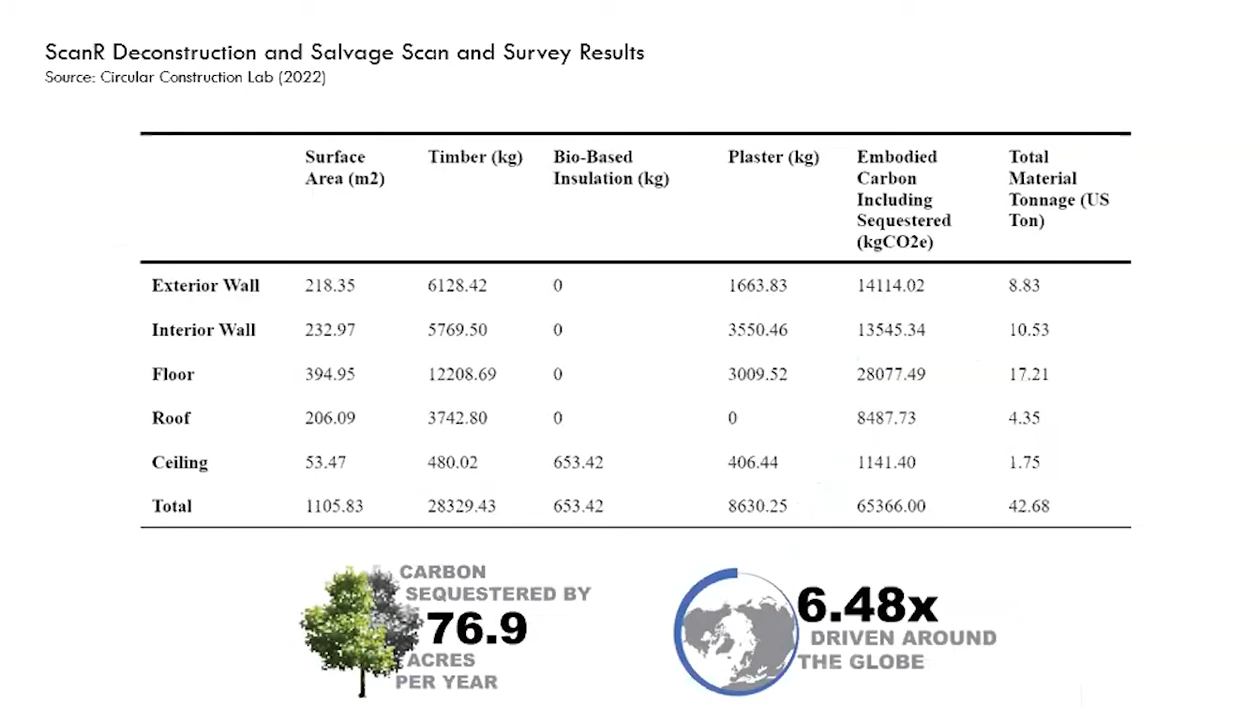 ScanR Deconstruction and Salvage Scan and Survey Results
Source: Circular Construction Lab (2022)
Surface Area (m2) Timber (kg) Bio-Based Insulation (kg) Plaster (kg) Embodied Carbon Including Sequestered (kgCO2e) Total Material Tonnage (US Ton)
Exterior Wall 218.35 6128.42 0 1663.83 14114.02 8.83
Interior Wall 232.97 5769.50 0 3550.46 13545.34 10.53
Floor 394.95 12208.69 0 3009.52 28077.49 17.21
Roof 206.09 3742.80 0 0 8487.73 4.35
Ceiling 53.47 480.02 653.42 406.44 1141.40 1.75
Total 1105.83 28329.43 653.42 8630.25 65366.00 42.68
CARBON
SEQUESTERED BY
76.9
ACRES
PER YEAR
6.48x
DRIVEN AROUND
THE GLOBE